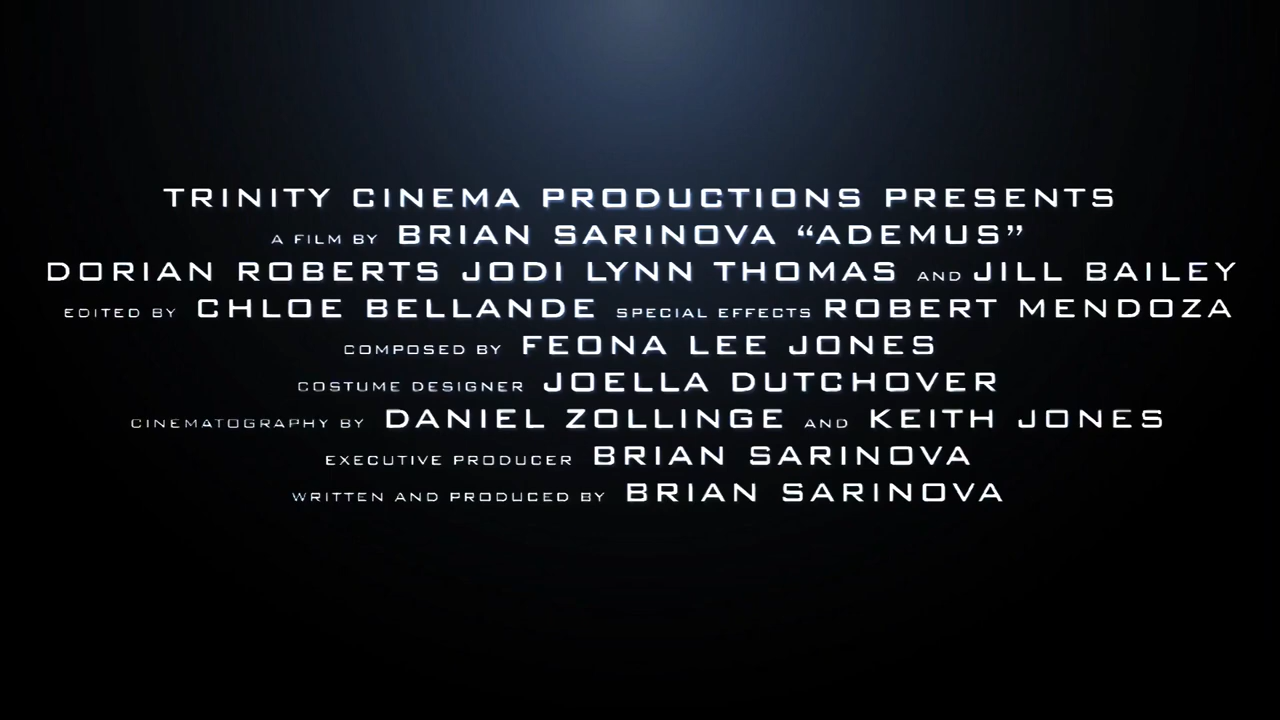 TRINITY CINEMA PRODUCTIONS PRESENTS
A FILM BY BRIAN SARINOVA “ADEMUS”
DORIAN ROBERTS JODI LYNN THOMAS AND JILL BAILEY
EDITED BY CHLOE BELLANDE SPECIAL EFFECTS ROBERT MENDOZA
COMPOSED BY FEONA LEE JONES
COSTUME DESIGNER JOELLA DUTCHOVER
CINEMATOGRAPHY BY DANIEL ZOLLINGE AND KEITH JONES
EXECUTIVE PRODUCER BRIAN SARINOVA
WRITTEN AND PRODUCED BY BRIAN SARINOVA